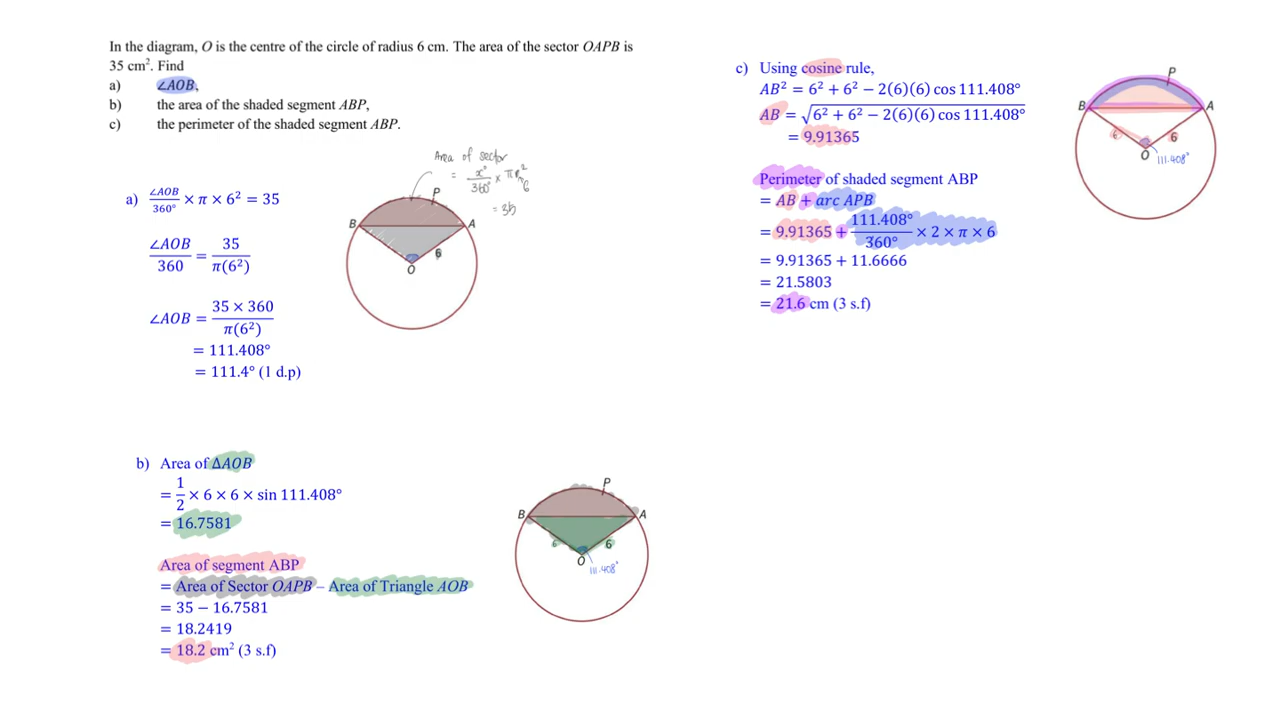 In the diagram, O is the centre of the circle of radius 6 cm. The area of the sector OAPB is
35 cm². Find
a) ∠AOB,
b) the area of the shaded segment ABP,
c) the perimeter of the shaded segment ABP.
Area of sector
= x°/360° × πr²
6
= 35
P
B
A
6
O
a) ∠AOB/360° × π × 6² = 35
∠AOB/360 = 35/π(6²)
∠AOB = 35 × 360/π(6²)
= 111.408°
= 111.4° (1 d.p)
b) Area of ΔAOB
= 1/2 × 6 × 6 × sin 111.408°
= 16.7581
Area of segment ABP
= Area of Sector OAPB – Area of Triangle AOB
= 35 − 16.7581
= 18.2419
= 18.2 cm² (3 s.f)
P
B
A
6
6
O
111.408°
c) Using cosine rule,
AB² = 6² + 6² − 2(6)(6) cos 111.408°
AB = √6² + 6² − 2(6)(6) cos 111.408°
= 9.91365
Perimeter of shaded segment ABP
= AB + arc APB
= 9.91365 + 111.408°/360° × 2 × π × 6
= 9.91365 + 11.6666
= 21.5803
= 21.6 cm (3 s.f)
P
B
A
6
6
O
111.408°